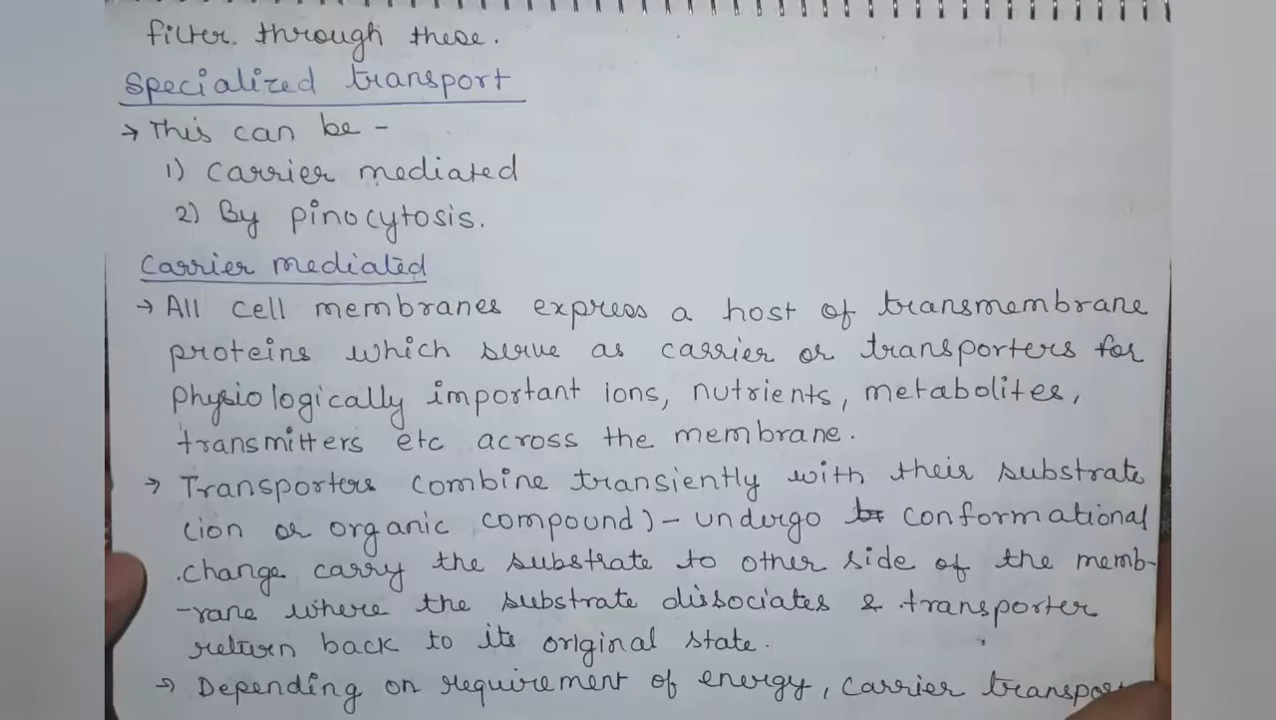 filter through these.
Specialized transport
→ This can be -
1) Carrier mediated
2) By pinocytosis.
Carrier mediated
→ All cell membranes express a host of transmembrane
proteins which serve as carrier or transporters for
physiologically important ions, nutrients, metabolites,
transmitters etc across the membrane.
→ Transporters combine transiently with their substrate
(ion or organic compound) - undergo conformational
change carry the substrate to other side of the memb-
-rane where the substrate dissociates & transporter
return back to its original state.
→ Depending on requirement of energy, carrier transport